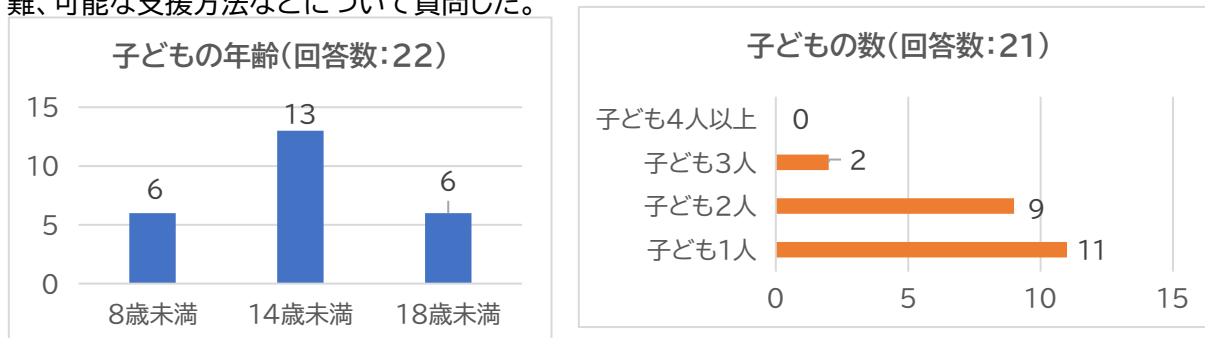 難、可能な支援方法などについて質問した。
子どもの年齢(回答数:22)
15
10
5
0
6
13
6
8歳未満 14歳未満 18歳未満
子どもの数(回答数:21)
子ども4人以上 0
子ども3人 2
子ども2人 9
子ども1人 11
0 5 10 15